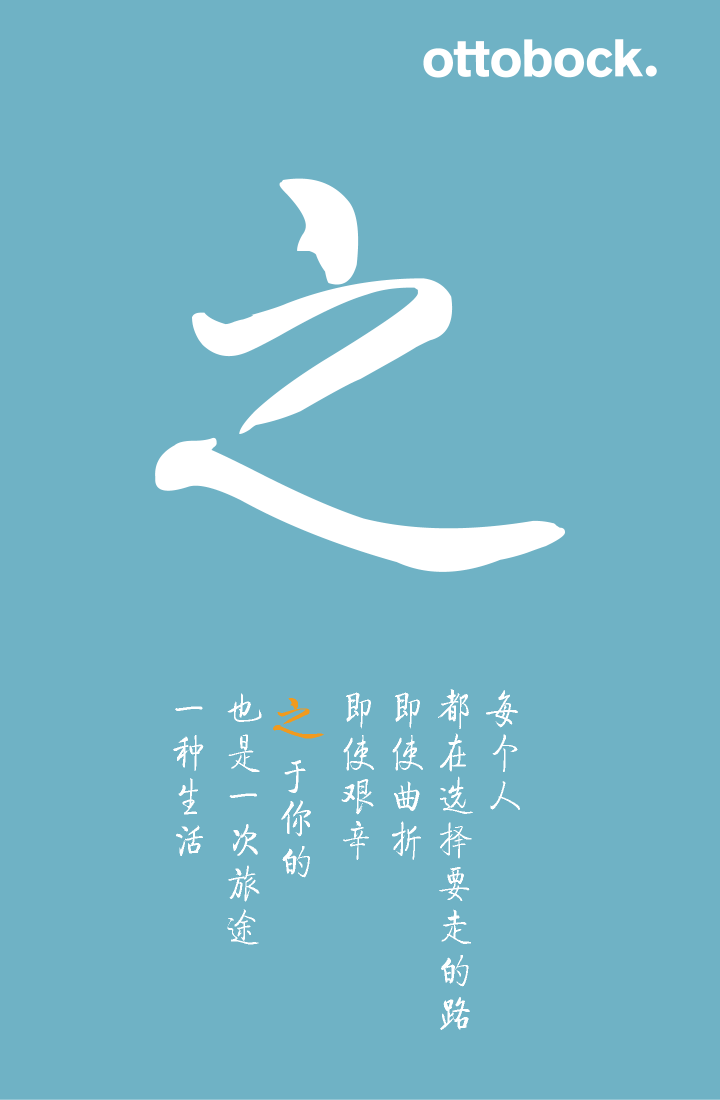 ottobock.
之
每个人
都在选择要走的路
即使曲折
即使艰辛
之于你的
也是一次旅途
一种生活